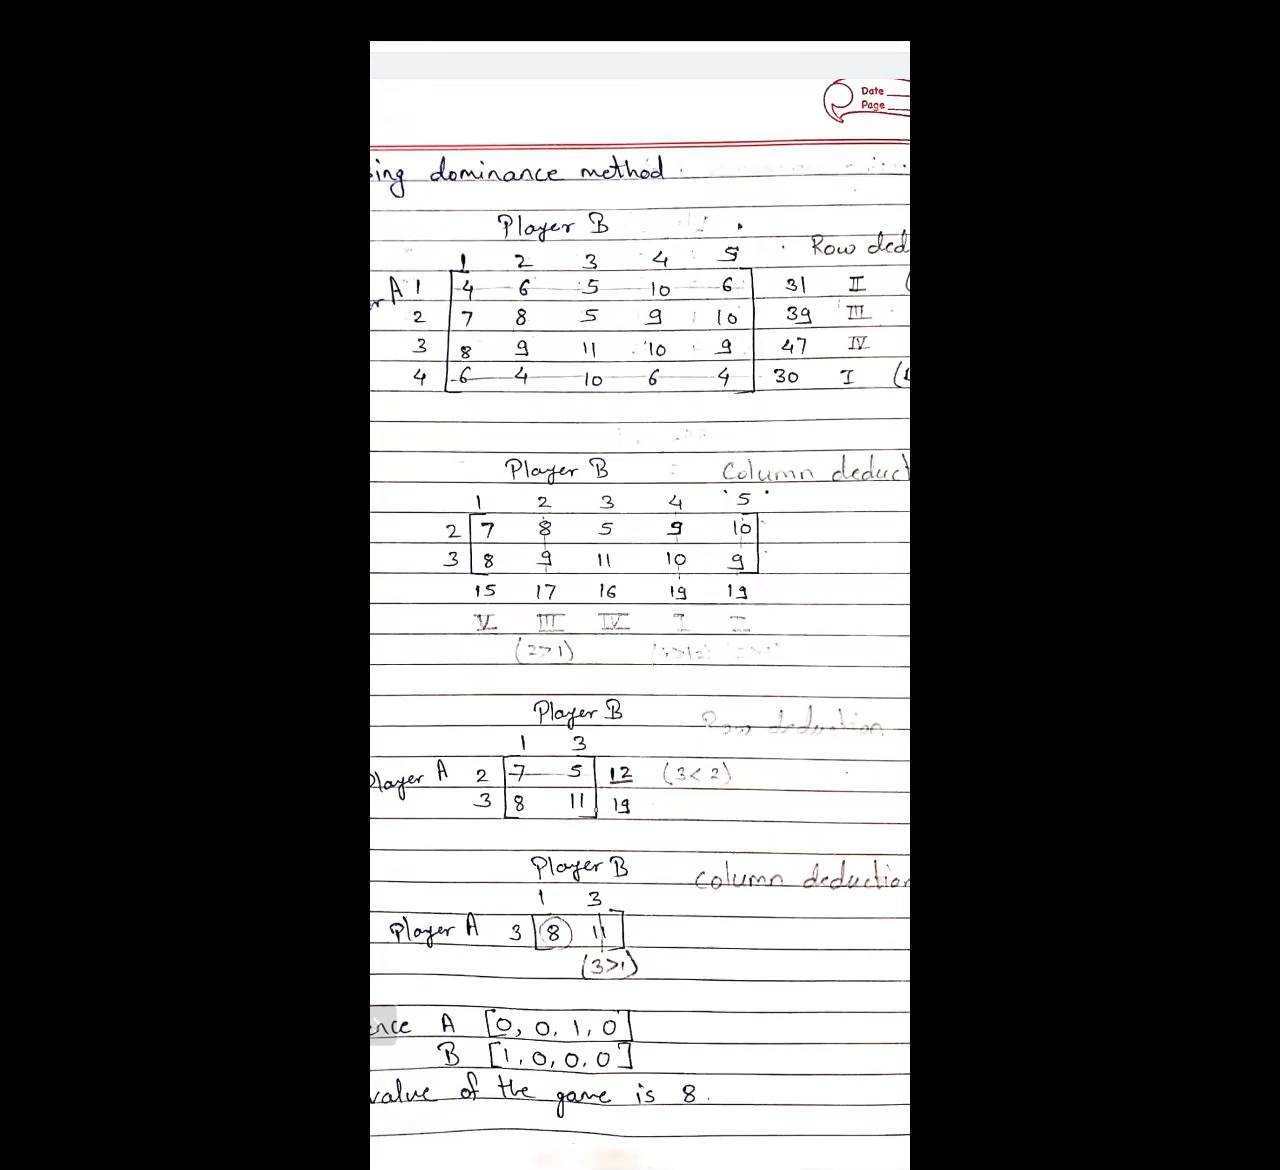 Date
Page
ing dominance method.
Player B
1 2 3 4 5 Row ded
A 1 4 6 5 10 6 31 II (
2 7 8 5 9 10 39 III
3 8 9 11 10 9 47 IV
4 6 4 10 6 4 30 I
Player B Column deduct
1 2 3 4 5
2 7 8 5 9 10
3 8 9 11 10 9
15 17 16 19 19
V III IV I I
(2>1)
Player B Row deduction
1 3
Player A 2 7 5 12 (3<2)
3 8 11 19
Player B column deduction
1 3
Player A 3 8 11
(3>1)
ence A [0, 0, 1, 0]
B [1, 0, 0, 0]
value of the game is 8.